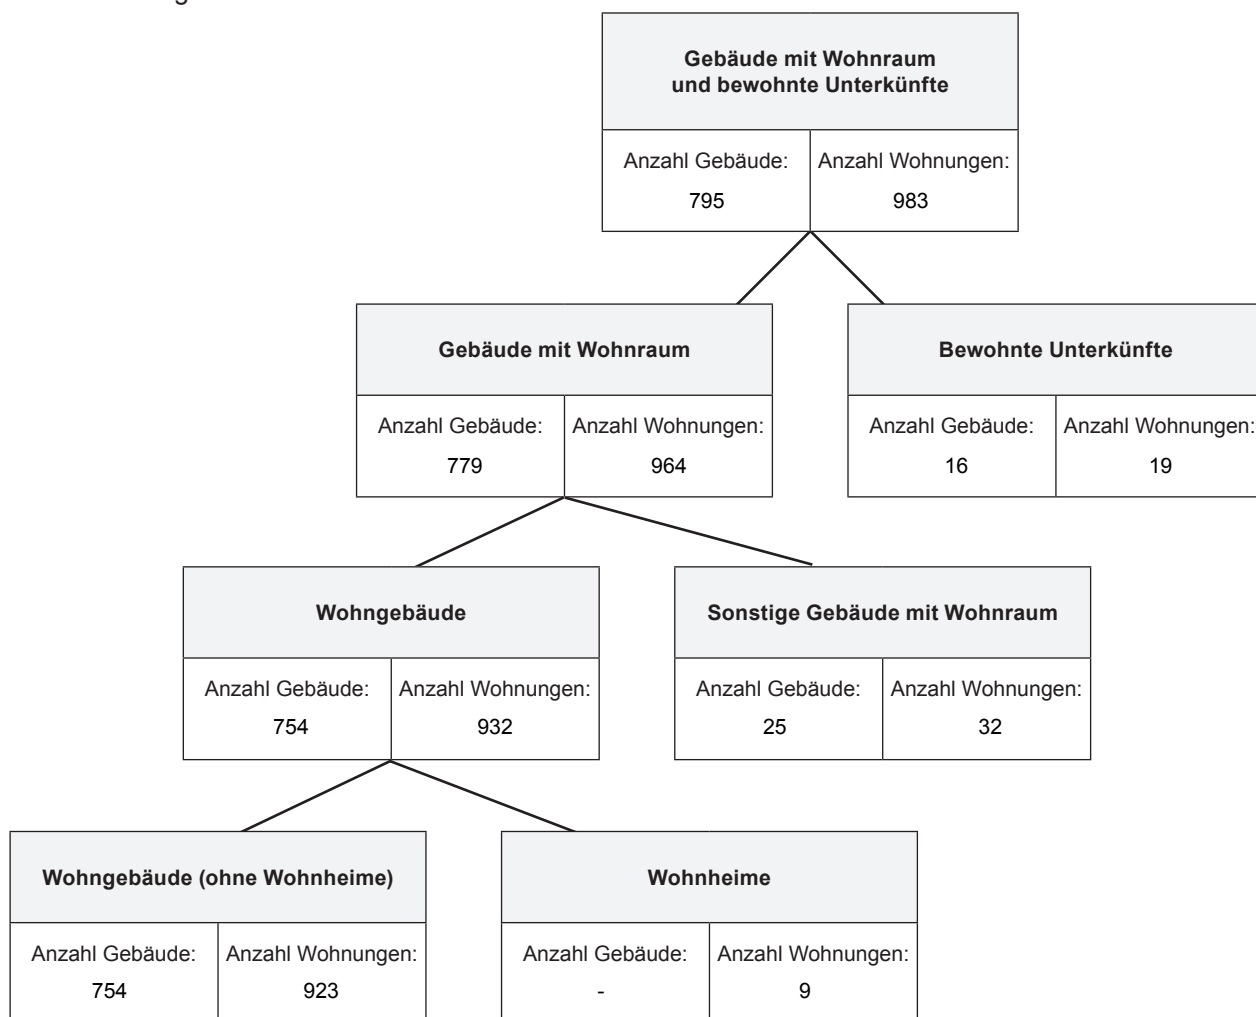 Gebäude mit Wohnraum
und bewohnte Unterkünfte
Anzahl Gebäude:
795
Anzahl Wohnungen:
983
Gebäude mit Wohnraum
Anzahl Gebäude:
779
Anzahl Wohnungen:
964
Bewohnte Unterkünfte
Anzahl Gebäude:
16
Anzahl Wohnungen:
19
Wohngebäude
Anzahl Gebäude:
754
Anzahl Wohnungen:
932
Sonstige Gebäude mit Wohnraum
Anzahl Gebäude:
25
Anzahl Wohnungen:
32
Wohngebäude (ohne Wohnheime)
Anzahl Gebäude:
754
Anzahl Wohnungen:
923
Wohnheime
Anzahl Gebäude:
-
Anzahl Wohnungen:
9